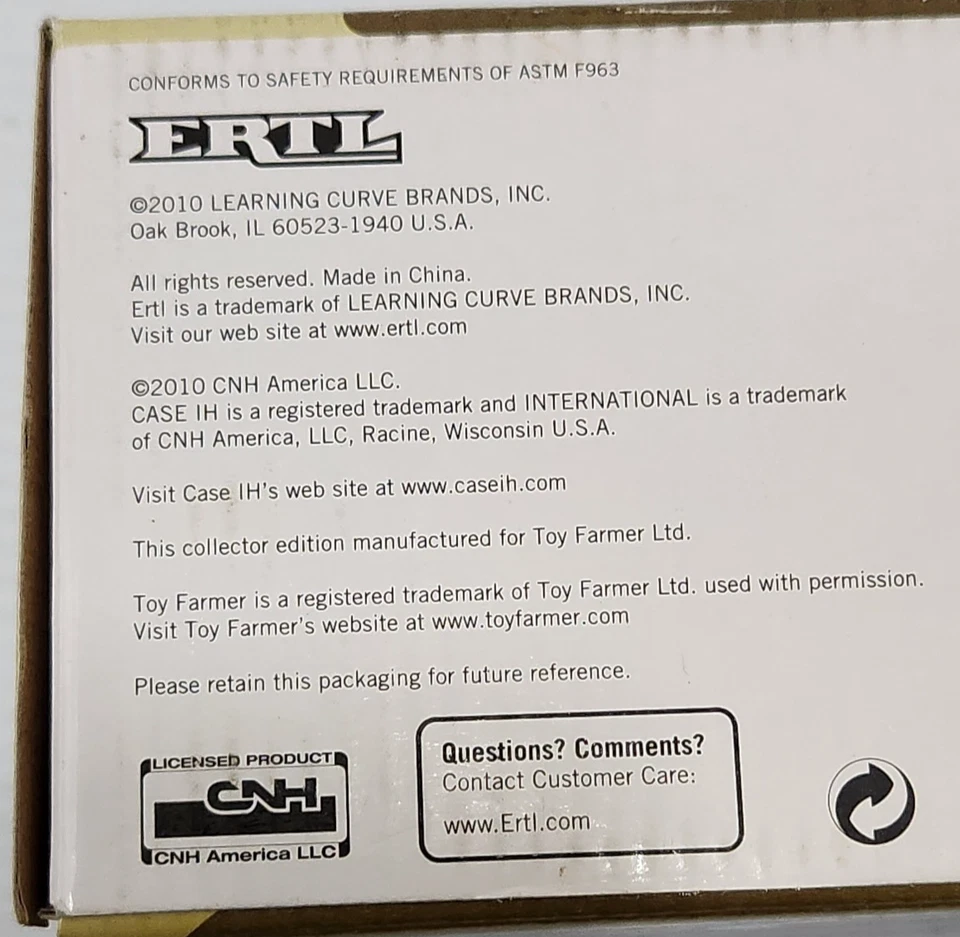 CONFORMS TO SAFETY REQUIREMENTS OF ASTM F963
ERTL
©2010 LEARNING CURVE BRANDS, INC.
Oak Brook, IL 60523-1940 U.S.A.
All rights reserved. Made in China.
Ertl is a trademark of LEARNING CURVE BRANDS, INC.
Visit our web site at www.ertl.com
©2010 CNH America LLC.
CASE IH is a registered trademark and INTERNATIONAL is a trademark
of CNH America, LLC, Racine, Wisconsin U.S.A.
Visit Case IH's web site at www.caseih.com
This collector edition manufactured for Toy Farmer Ltd.
Toy Farmer is a registered trademark of Toy Farmer Ltd. used with permission.
Visit Toy Farmer's website at www.toyfarmer.com
Please retain this packaging for future reference.
LICENSED PRODUCT
CNH
CNH America LLC
Questions? Comments?
Contact Customer Care:
www.Ertl.com